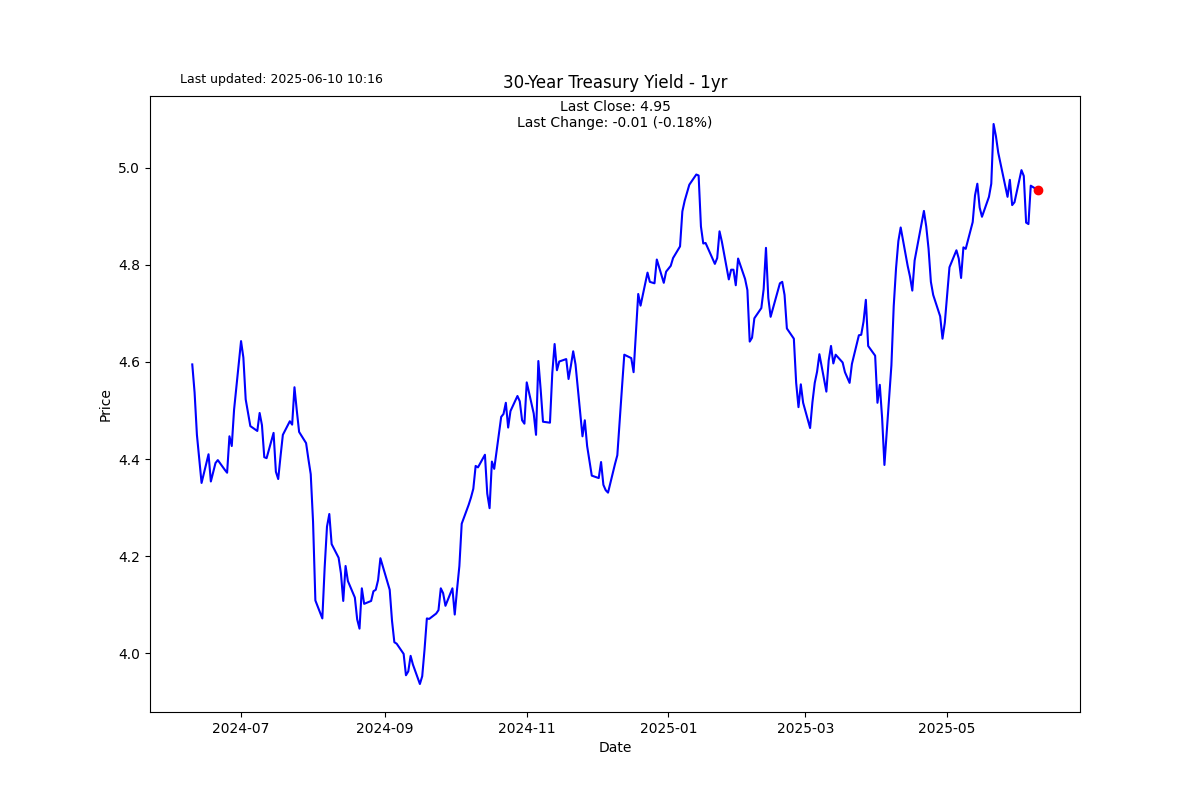 Last updated: 2025-06-10 10:16
30-Year Treasury Yield - 1yr
Last Close: 4.95
Last Change: -0.01 (-0.18%)
Price
5.0
4.8
4.6
4.4
4.2
4.0
2024-07
2024-09
2024-11
2025-01
2025-03
2025-05
Date